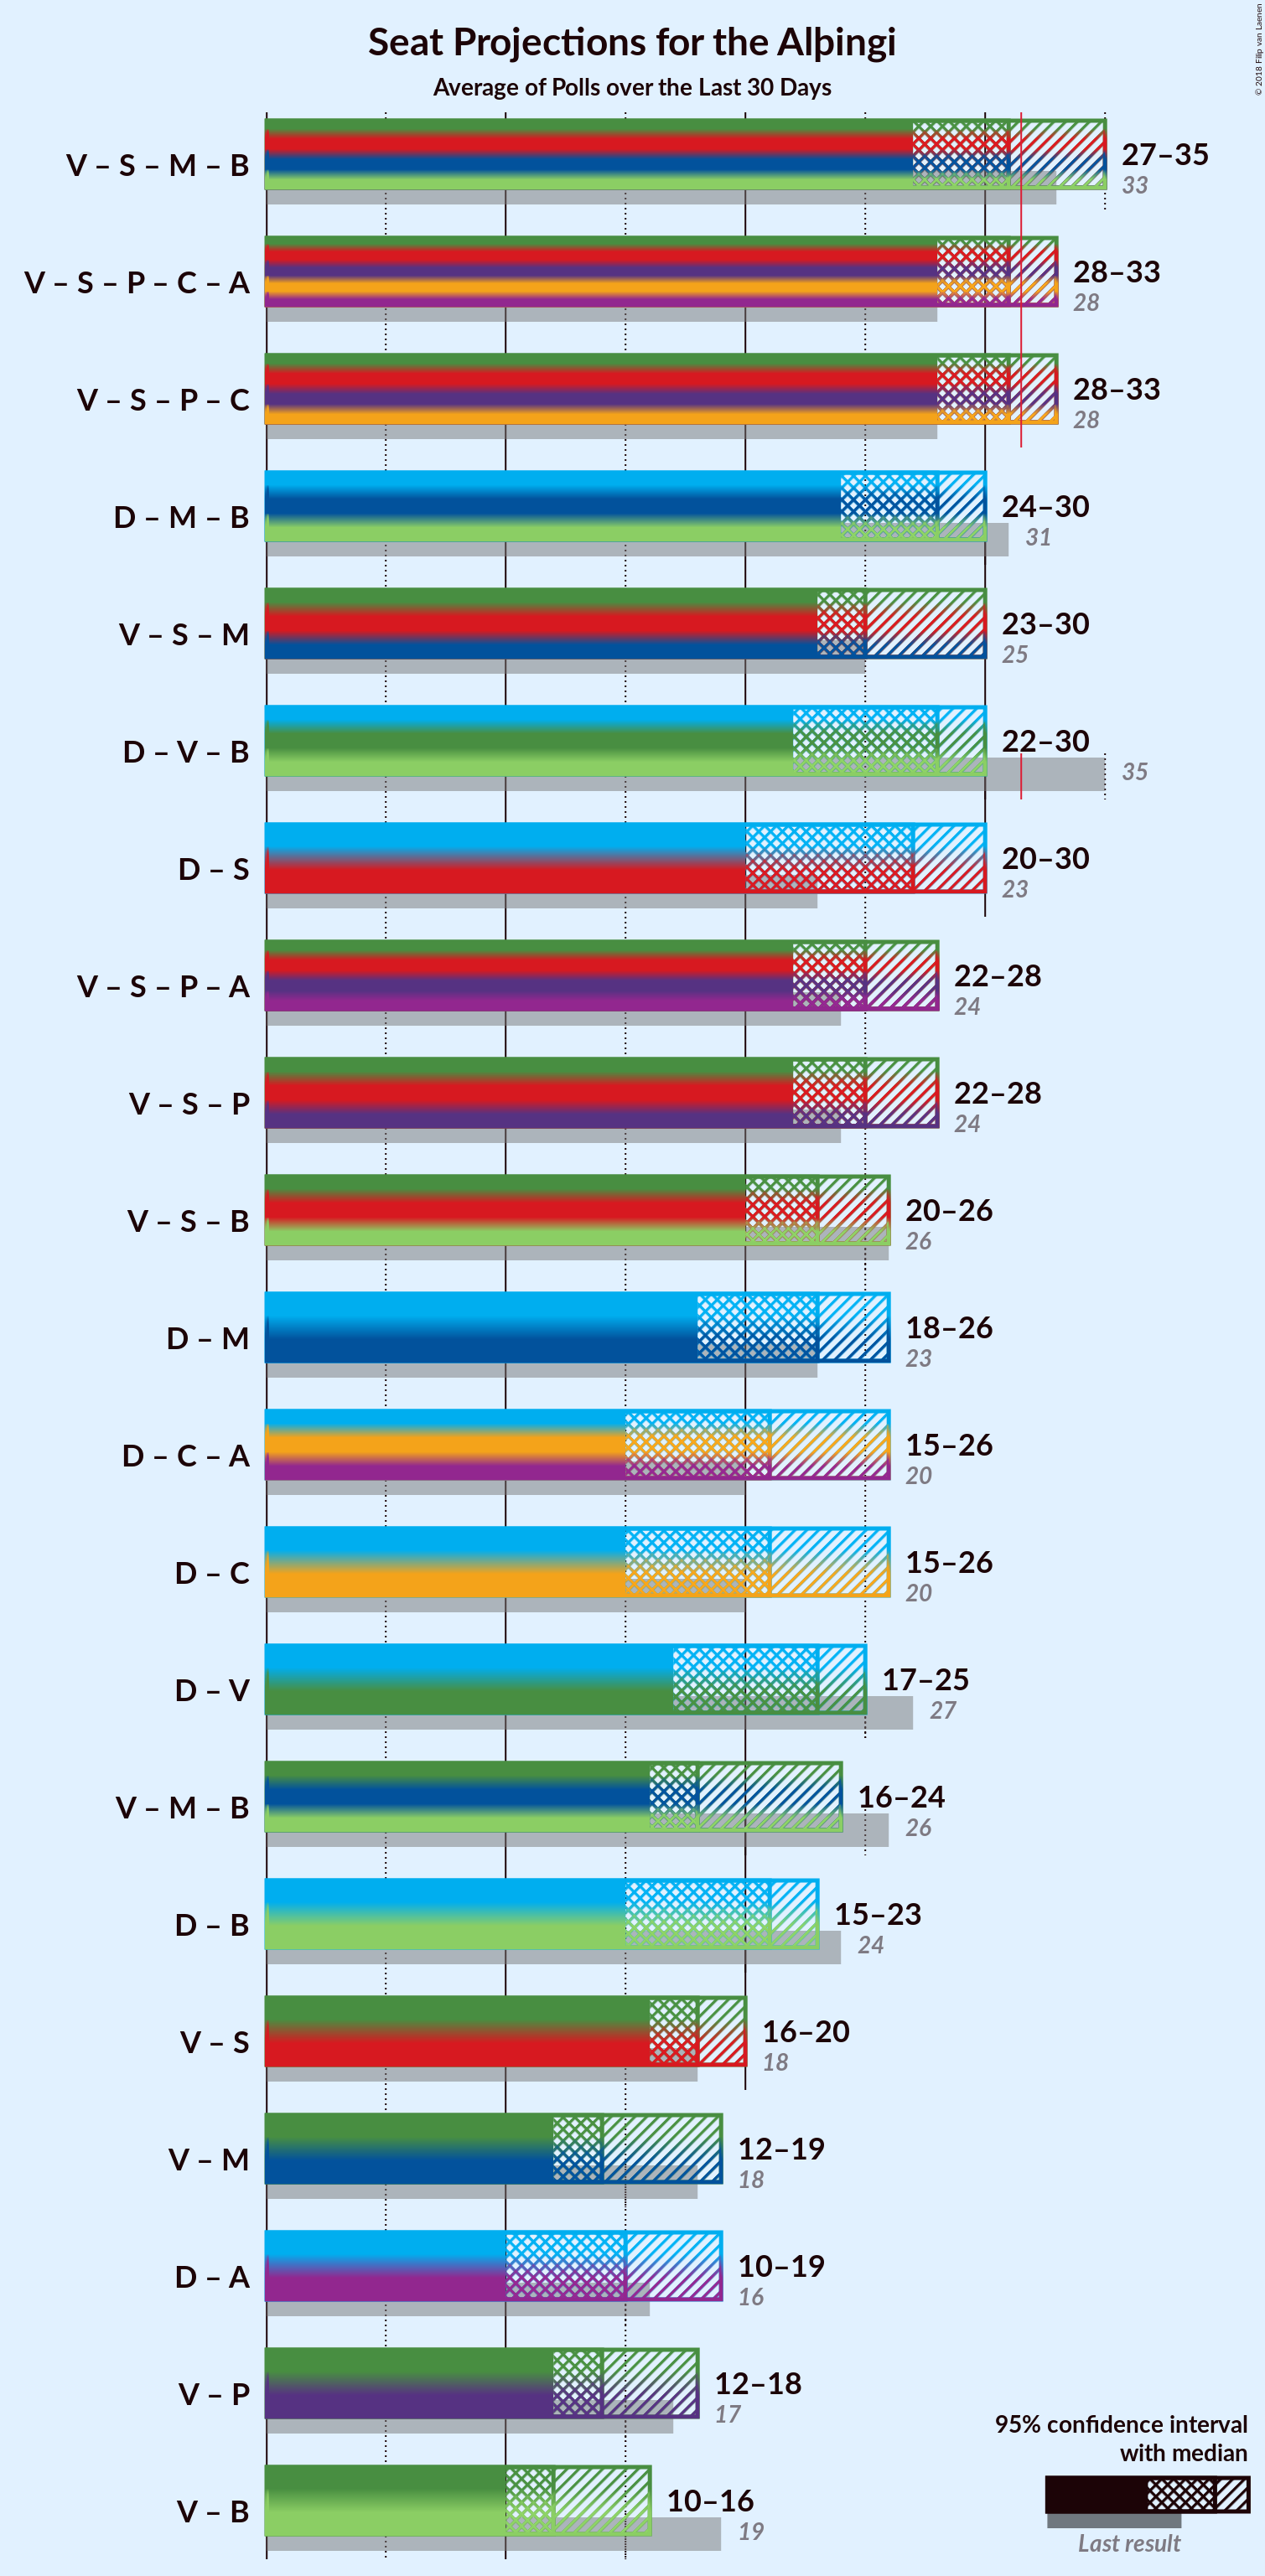 Seat Projections for the Alþingi
Average of Polls over the Last 30 Days
© 2018 Filip van Laenen
V – S – M – B
27–35
33
V – S – P – C – A
28–33
28
V – S – P – C
28–33
28
D – M – B
24–30
31
V – S – M
23–30
25
D – V – B
22–30
35
D – S
20–30
23
V – S – P – A
22–28
24
V – S – P
22–28
24
V – S – B
20–26
26
D – M
18–26
23
D – C – A
15–26
20
D – C
15–26
20
D – V
17–25
27
V – M – B
16–24
26
D – B
15–23
24
V – S
16–20
18
V – M
12–19
18
D – A
10–19
16
V – P
12–18
17
V – B
10–16
19
95% confidence interval
with median
Last result